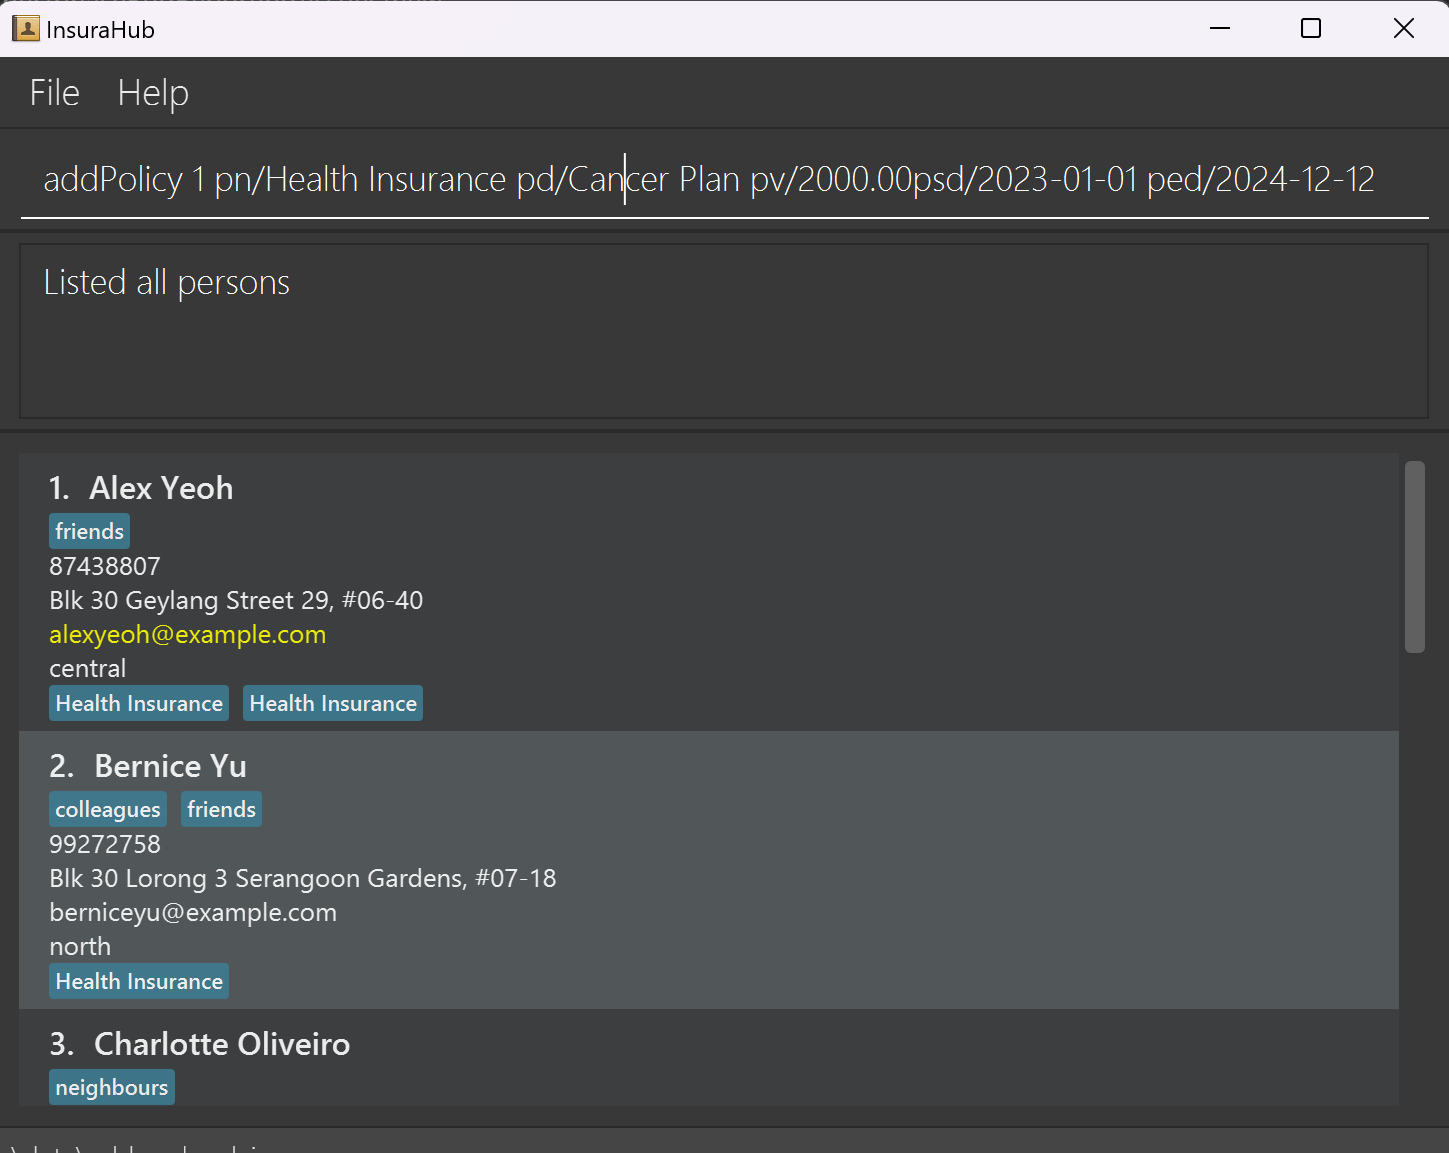 InsuraHub
File Help
addPolicy 1 pn/Health Insurance pd/Cancer Plan pv/2000.00psd/2023-01-01 ped/2024-12-12
Listed all persons
1. Alex Yeoh
friends
87438807
Blk 30 Geylang Street 29, #06-40
alexyeoh@example.com
central
Health Insurance Health Insurance
2. Bernice Yu
colleagues friends
99272758
Blk 30 Lorong 3 Serangoon Gardens, #07-18
berniceyu@example.com
north
Health Insurance
3. Charlotte Oliveiro
neighbours